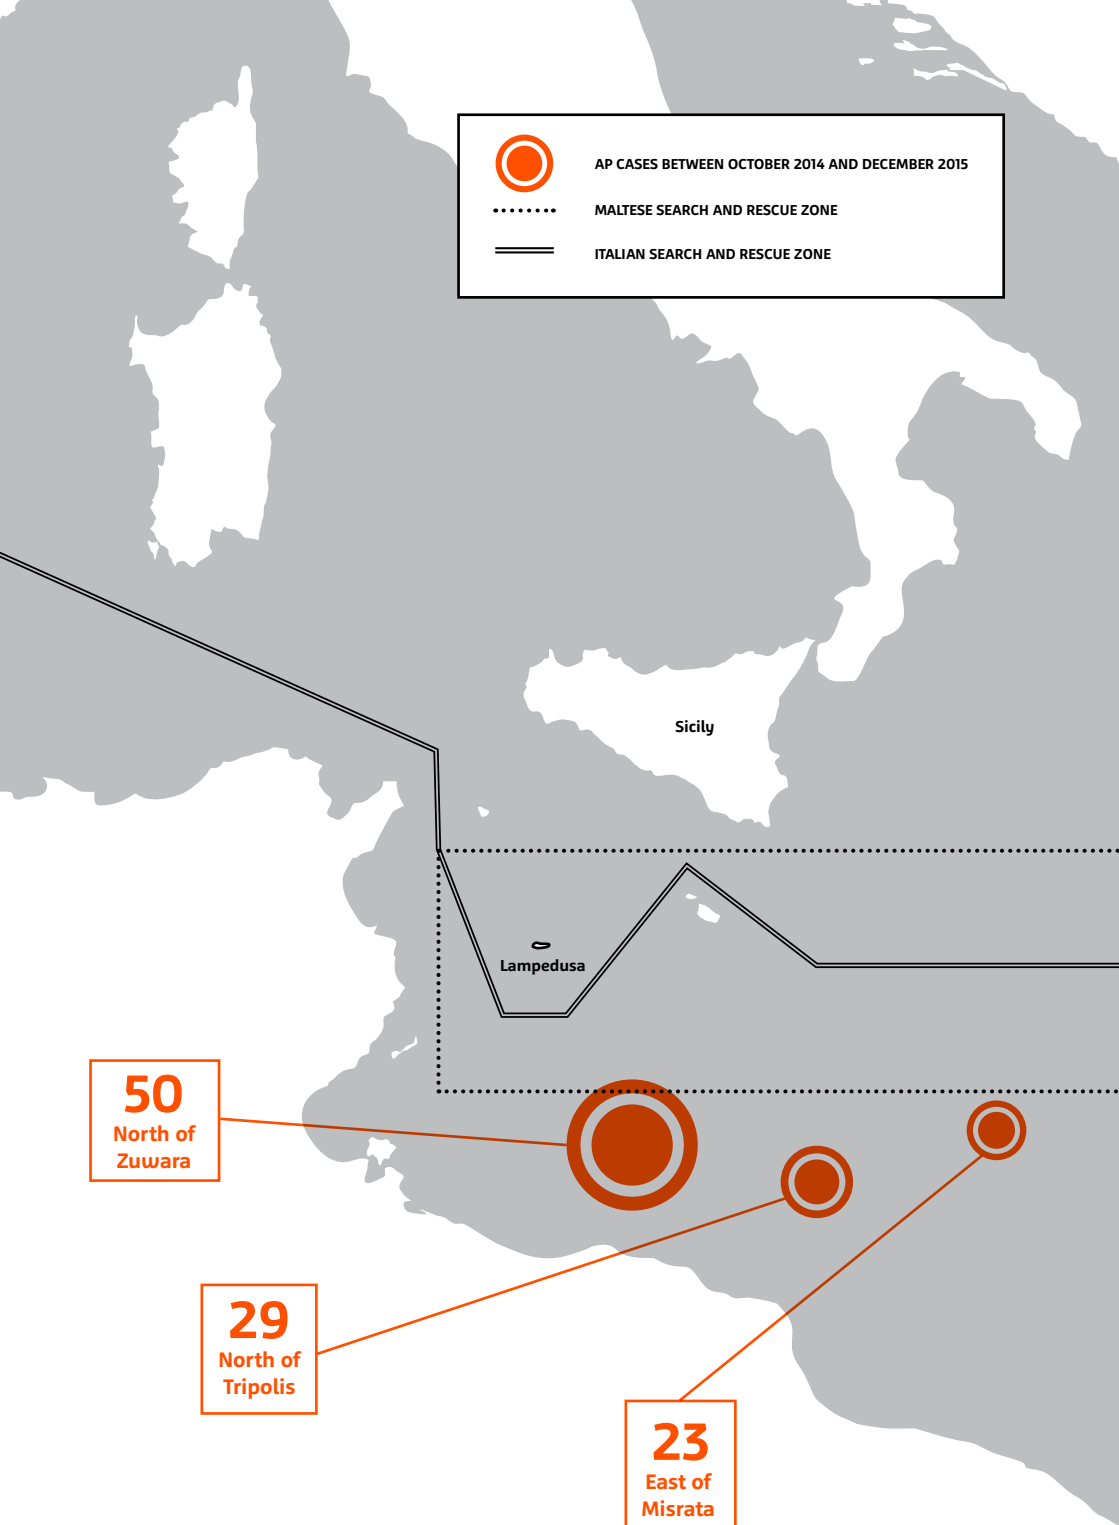 AP CASES BETWEEN OCTOBER 2014 AND DECEMBER 2015
MALTESE SEARCH AND RESCUE ZONE
ITALIAN SEARCH AND RESCUE ZONE
Sicily
Lampedusa
50
North of
Zuwara
29
North of
Tripolis
23
East of
Misrata